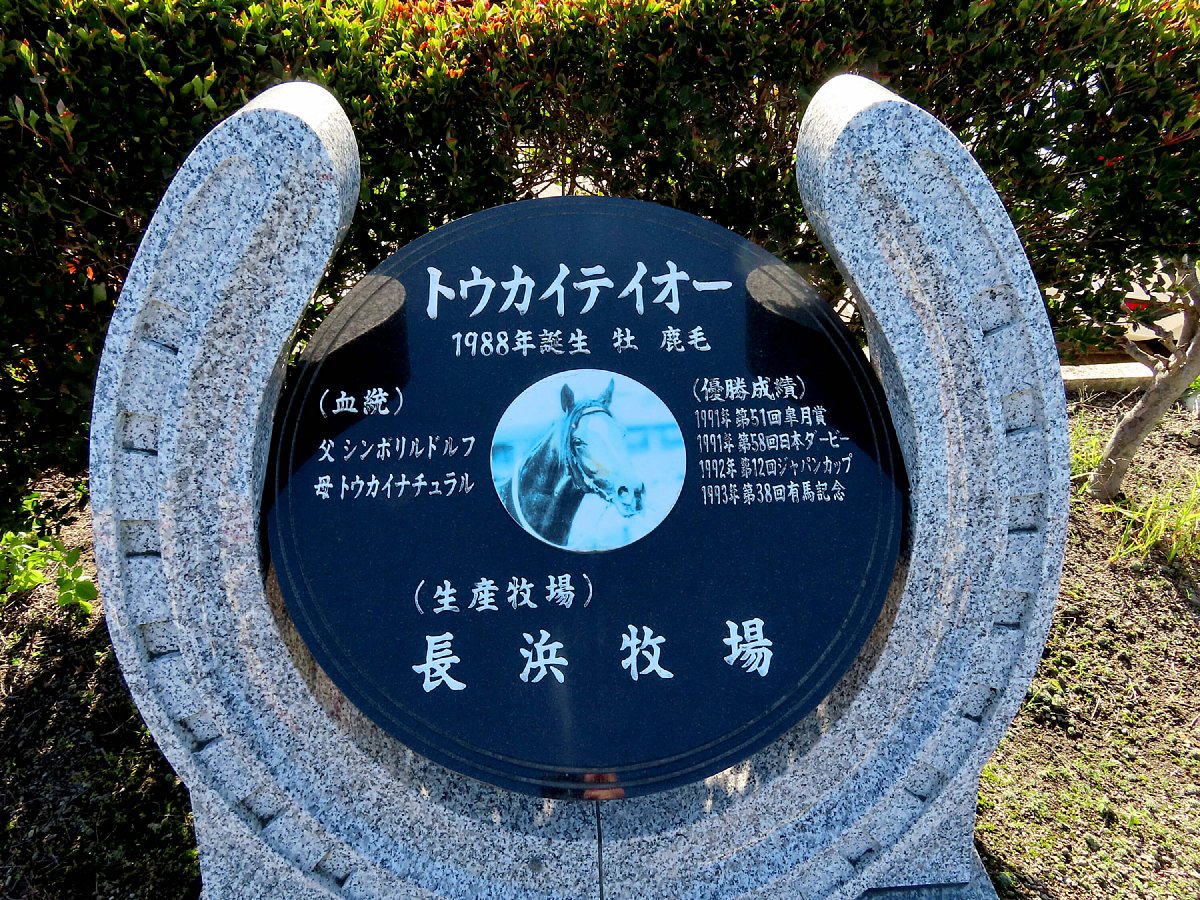 トウカイテイオー
1988年誕生 牡 鹿毛
(血統)
父 シンボリルドルフ
母 トウカイナチュラル
(優勝成績)
1991年 第51回皐月賞
1991年 第58回日本ダービー
1992年 第12回ジャパンカップ
1993年 第38回有馬記念
(生産牧場)
長浜牧場